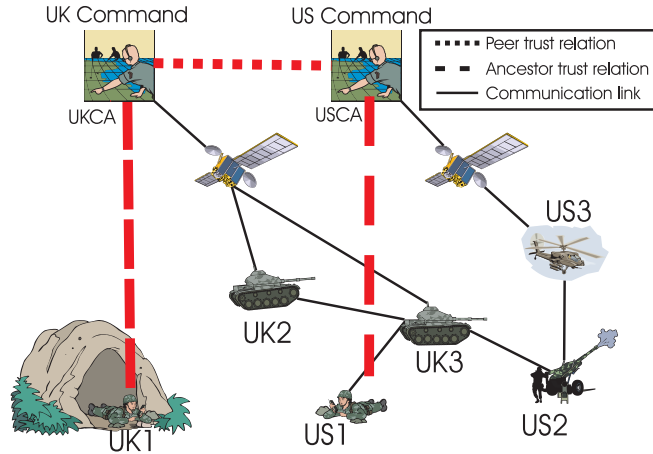 UK Command
US Command
Peer trust relation
Ancestor trust relation
Communication link
UKCA
USCA
US3
UK2
UK3
UK1
US1
US2